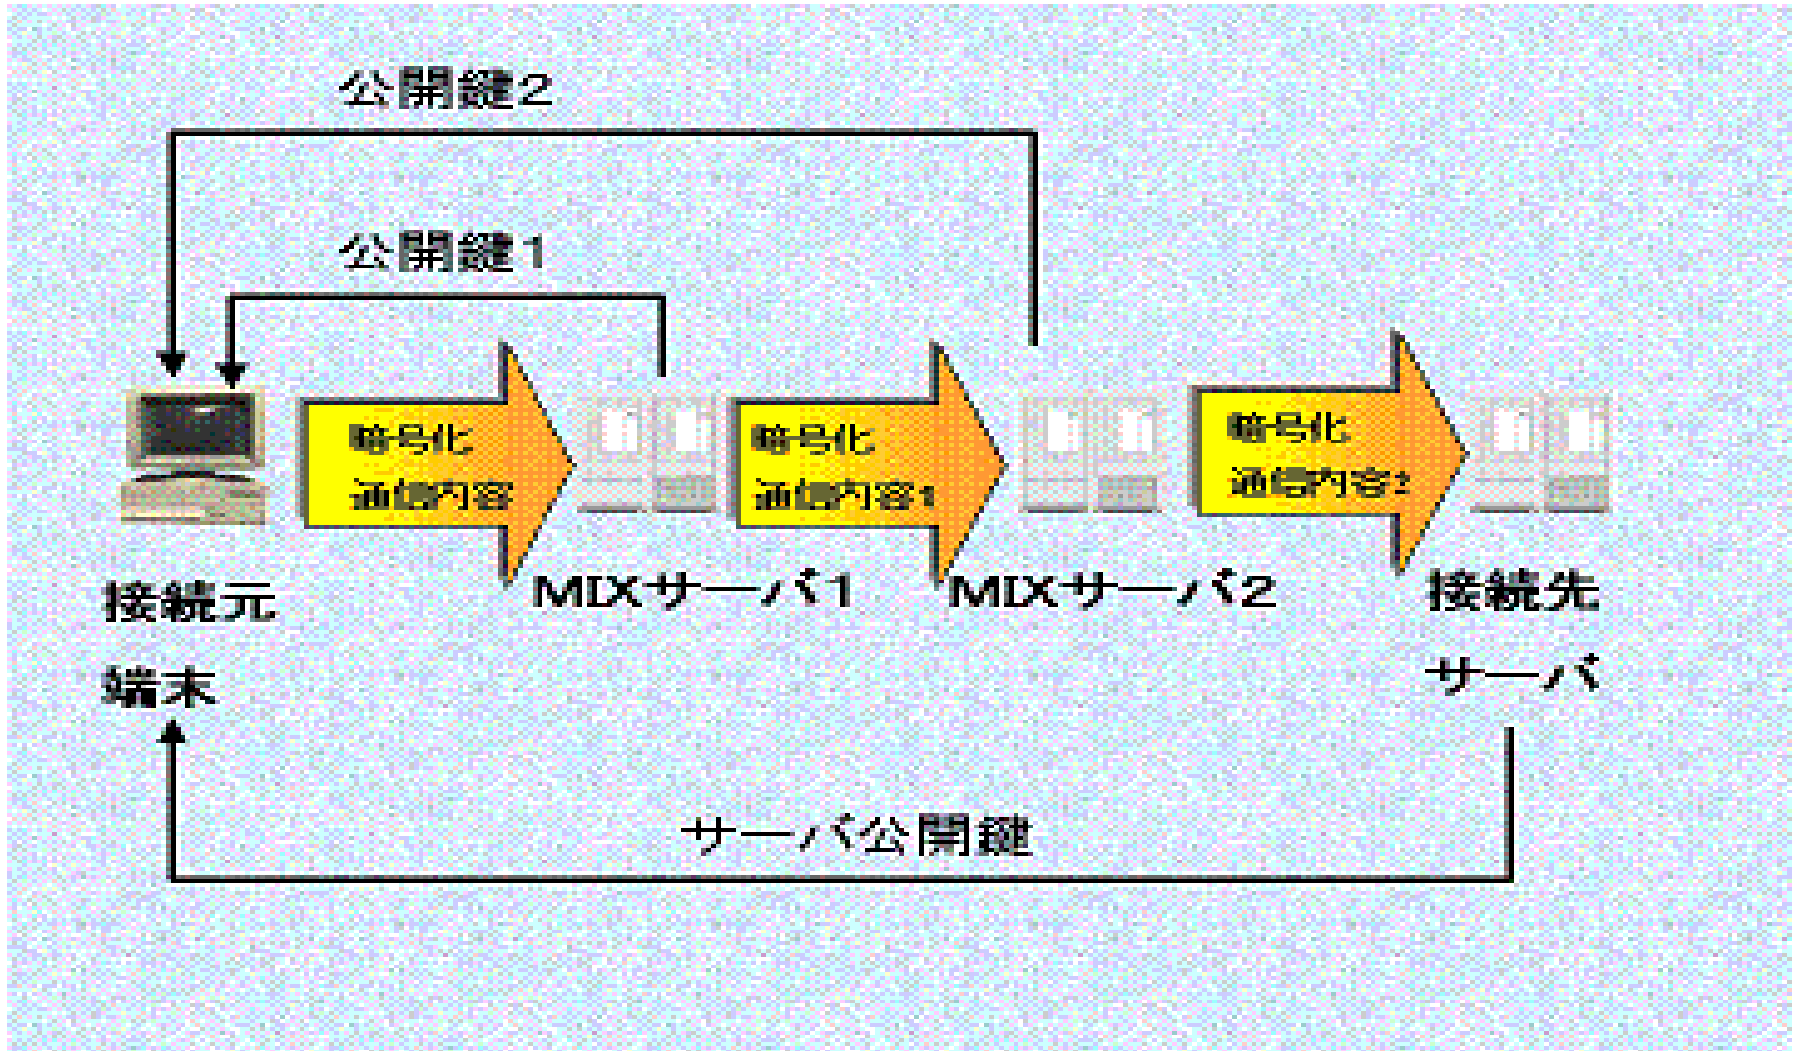 公開鍵2
公開鍵1
暗号化
通信内容
暗号化
通信内容1
暗号化
通信内容2
接続元
端末
MIXサーバ1
MIXサーバ2
接続先
サーバ
サーバ公開鍵